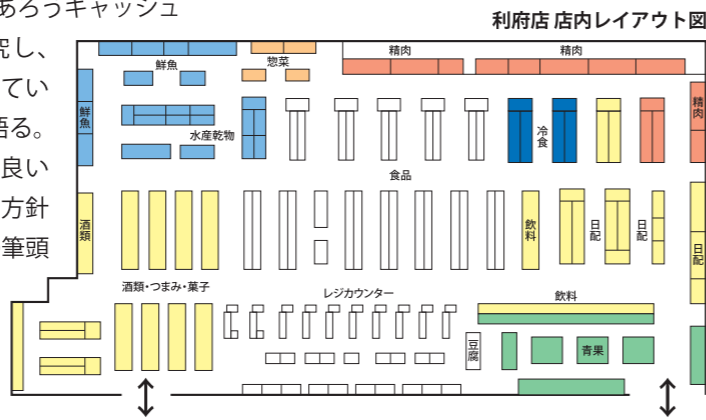 あろうキャッシュ
究し、
てい
語る。
良い
方針
筆頭
利府店 店内レイアウト図
精肉
精肉
鮮魚
惣菜
鮮魚
水産乾物
冷食
精肉
食品
酒類
飲料
日配
日配
日配
酒類・つまみ・菓子
レジカウンター
飲料
豆腐
青果